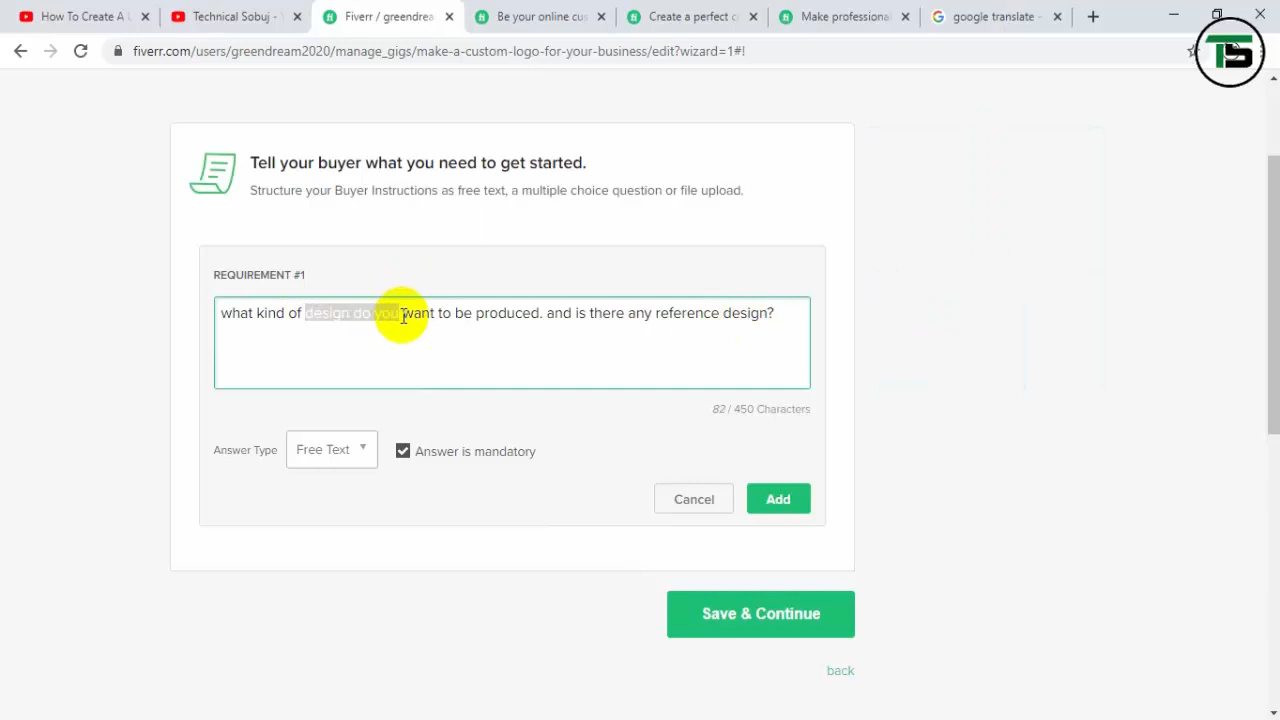 How To Create A U
Technical Sobuj -
Fiverr / greendrea
Be your online cus
Create a perfect c
Make professional
google translate -
fiverr.com/users/greendream2020/manage_gigs/make-a-custom-logo-for-your-business/edit?wizard=1#!
TS
Tell your buyer what you need to get started.
Structure your Buyer Instructions as free text, a multiple choice question or file upload.
REQUIREMENT #1
what kind of design do you want to be produced. and is there any reference design?
82 / 450 Characters
Answer Type
Free Text
Answer is mandatory
Cancel
Add
Save & Continue
back